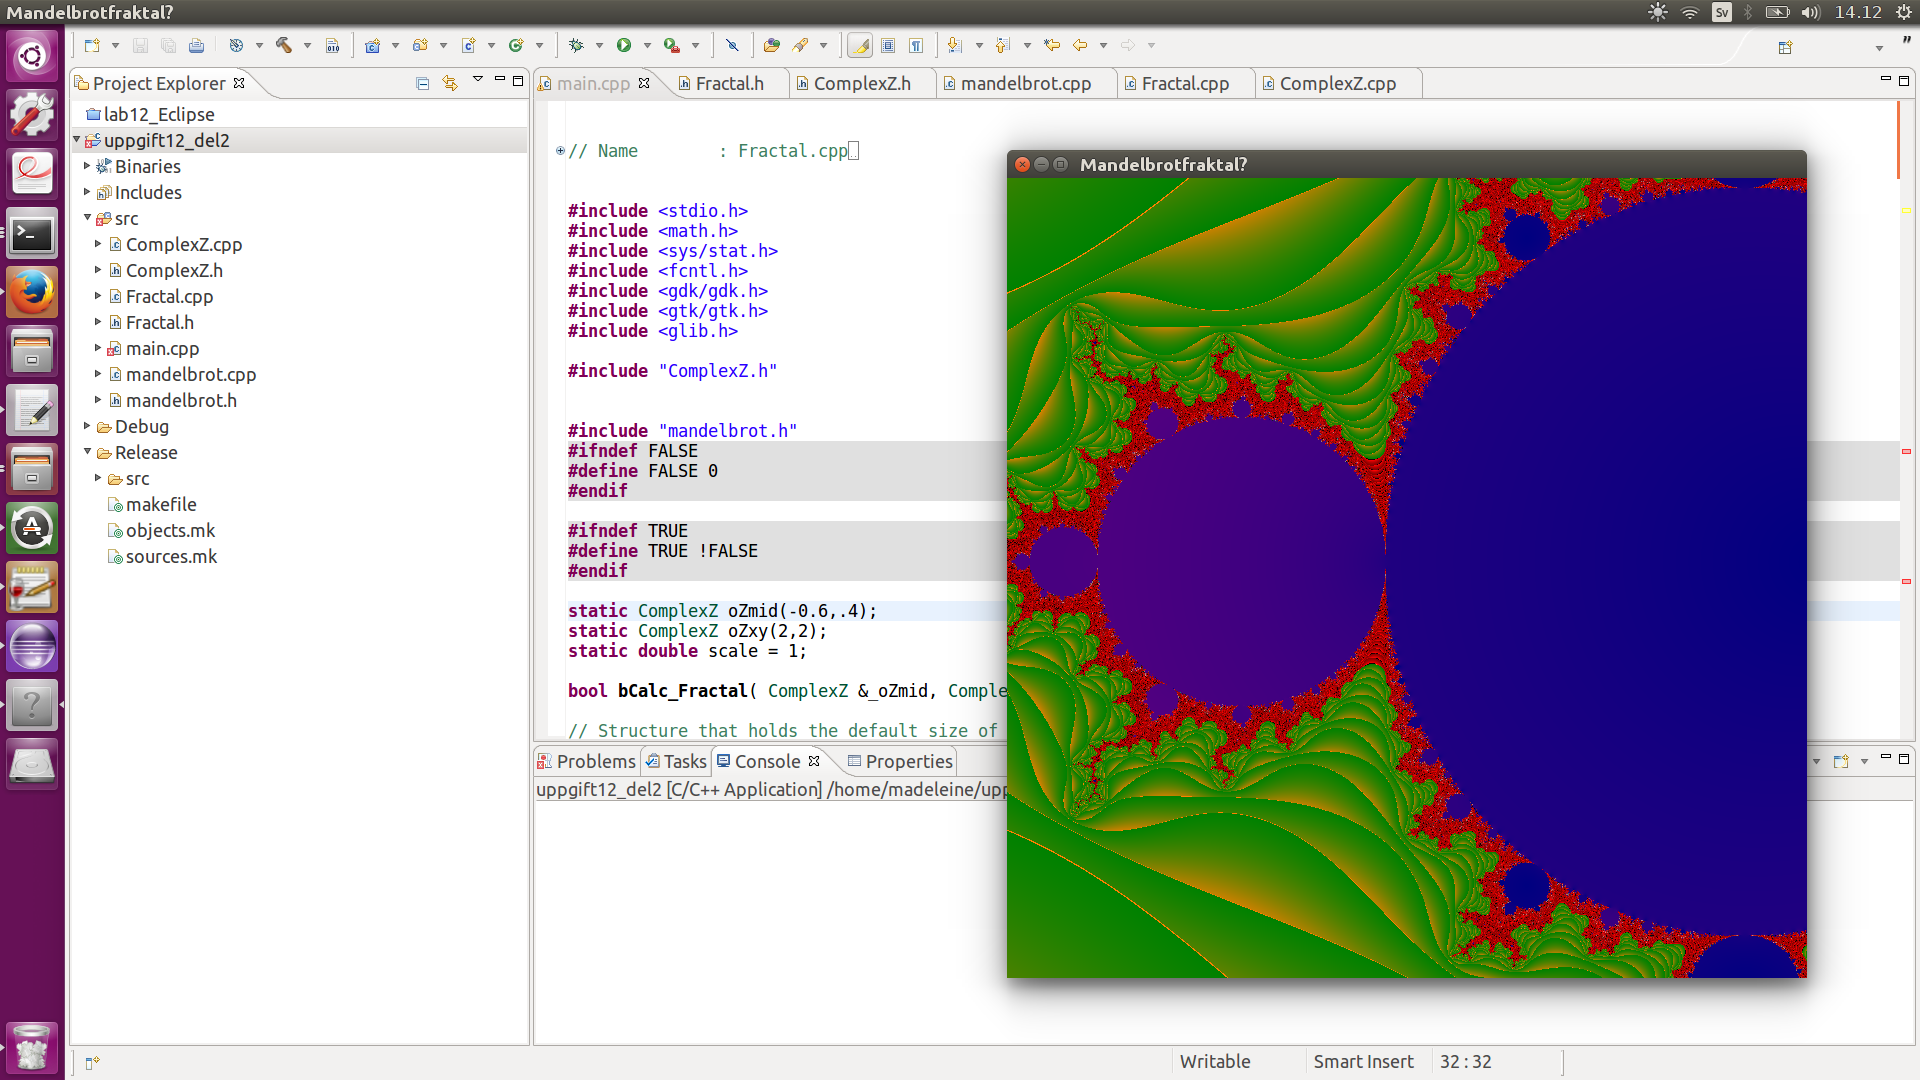 Mandelbrotfraktal?
Sv
14.12
Project Explorer
main.cpp
Fractal.h
ComplexZ.h
mandelbrot.cpp
Fractal.cpp
ComplexZ.cpp
lab12_Eclipse
uppgift12_del2
Binaries
Includes
src
ComplexZ.cpp
ComplexZ.h
Fractal.cpp
Fractal.h
main.cpp
mandelbrot.cpp
mandelbrot.h
Debug
Release
src
makefile
objects.mk
sources.mk
// Name        : Fractal.cpp
#include <stdio.h>
#include <math.h>
#include <sys/stat.h>
#include <fcntl.h>
#include <gdk/gdk.h>
#include <gtk/gtk.h>
#include <glib.h>
#include "ComplexZ.h"
#include "mandelbrot.h"
#ifndef FALSE
#define FALSE 0
#endif
#ifndef TRUE
#define TRUE !FALSE
#endif
static ComplexZ oZmid(-0.6,.4);
static ComplexZ oZxy(2,2);
static double scale = 1;
bool bCalc_Fractal( ComplexZ &_oZmid, Comple
// Structure that holds the default size of
Mandelbrotfraktal?
Problems
Tasks
Console
Properties
uppgift12_del2 [C/C++ Application] /home/madeleine/upp
Writable
Smart Insert
32 : 32